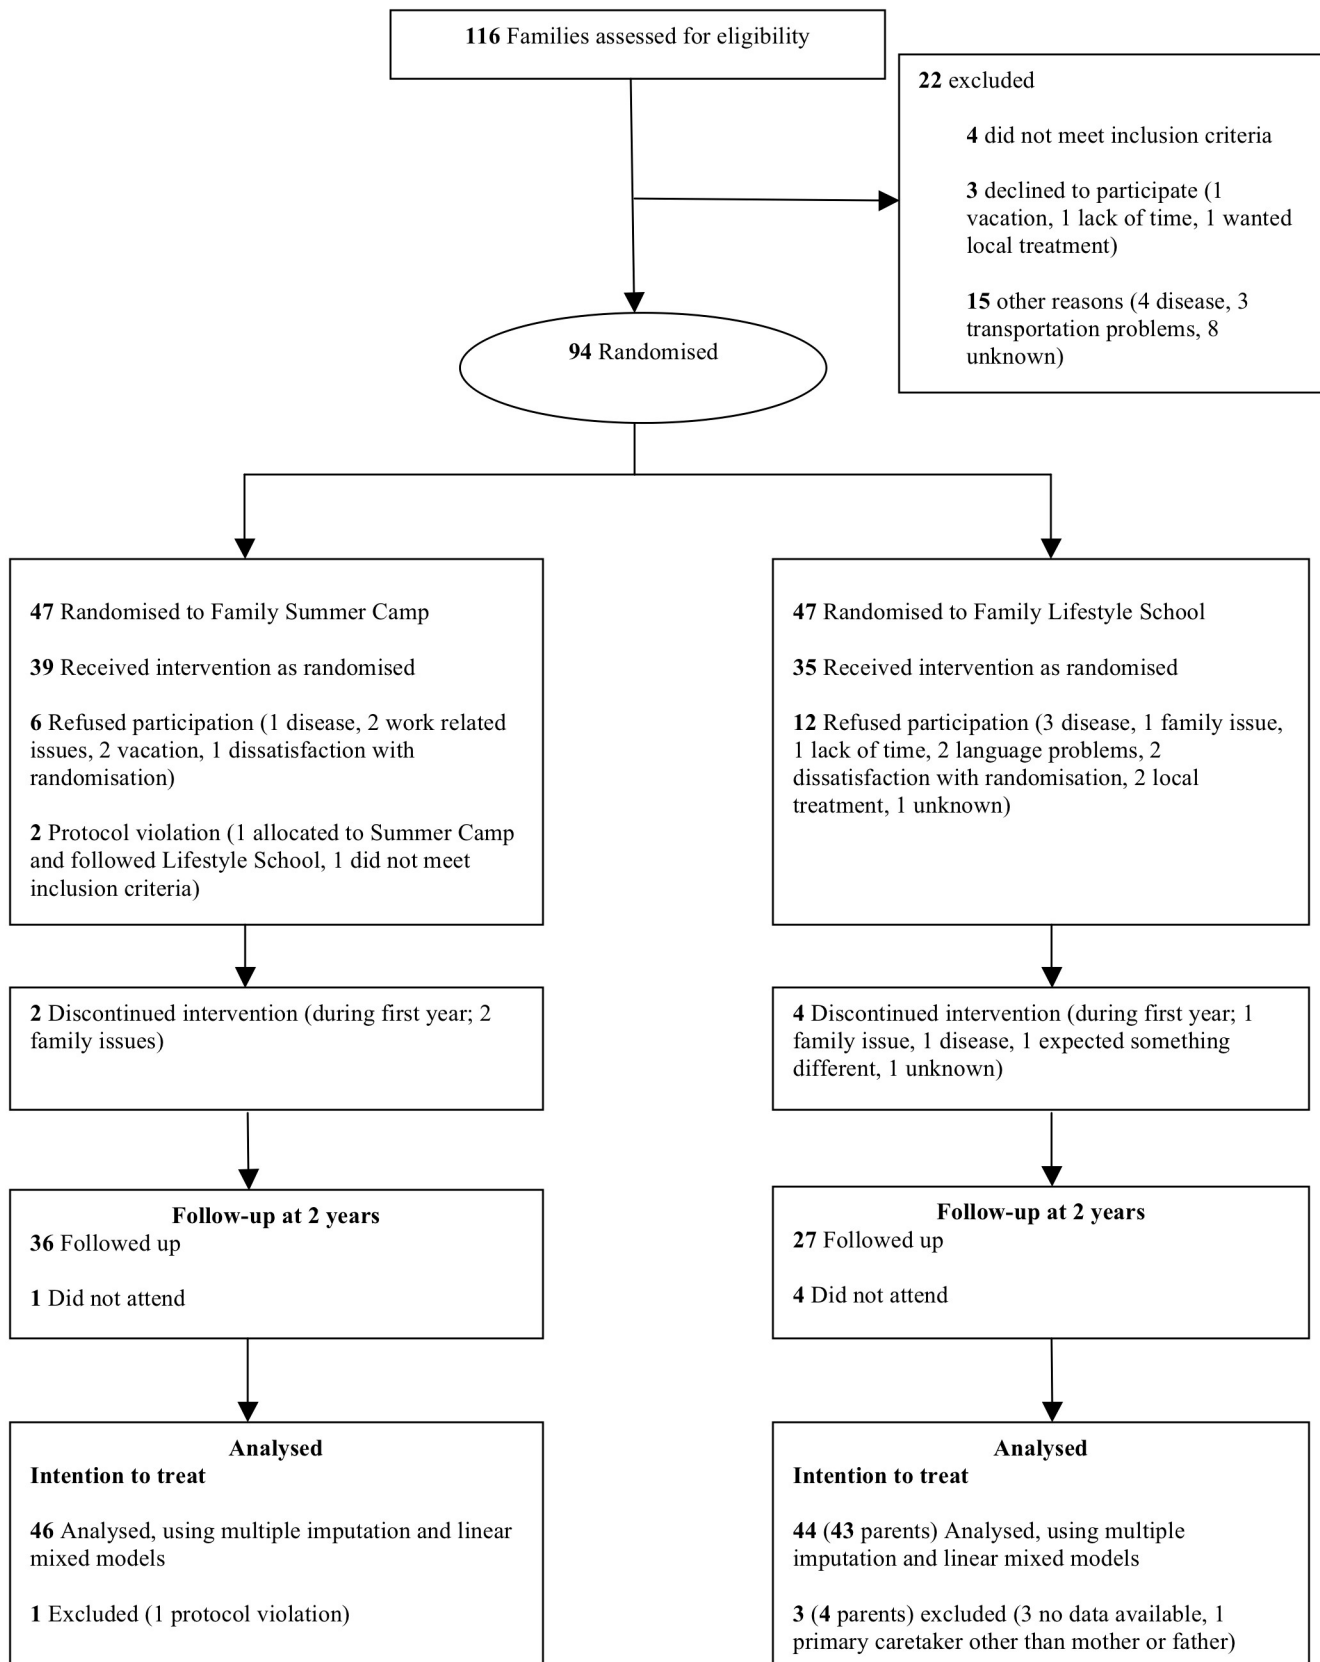 116 Families assessed for eligibility
22 excluded
4 did not meet inclusion criteria
3 declined to participate (1
vacation, 1 lack of time, 1 wanted
local treatment)
15 other reasons (4 disease, 3
transportation problems, 8
unknown)
94 Randomised
47 Randomised to Family Summer Camp
39 Received intervention as randomised
6 Refused participation (1 disease, 2 work related
issues, 2 vacation, 1 dissatisfaction with
randomisation)
2 Protocol violation (1 allocated to Summer Camp
and followed Lifestyle School, 1 did not meet
inclusion criteria)
47 Randomised to Family Lifestyle School
35 Received intervention as randomised
12 Refused participation (3 disease, 1 family issue,
1 lack of time, 2 language problems, 2
dissatisfaction with randomisation, 2 local
treatment, 1 unknown)
2 Discontinued intervention (during first year; 2
family issues)
4 Discontinued intervention (during first year; 1
family issue, 1 disease, 1 expected something
different, 1 unknown)
Follow-up at 2 years
36 Followed up
1 Did not attend
Follow-up at 2 years
27 Followed up
4 Did not attend
Analysed
Intention to treat
46 Analysed, using multiple imputation and linear
mixed models
1 Excluded (1 protocol violation)
Analysed
Intention to treat
44 (43 parents) Analysed, using multiple
imputation and linear mixed models
3 (4 parents) excluded (3 no data available, 1
primary caretaker other than mother or father)